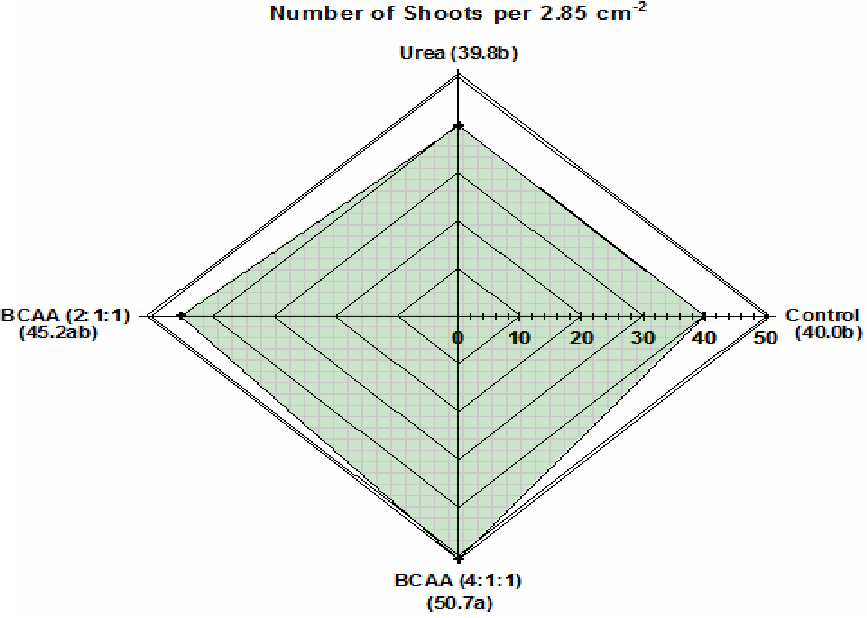 Number of Shoots per 2.85 cm⁻²
Urea (39.8b)
BCAA (2:1:1)
(45.2ab)
0 10 20 30 40 50
Control
(40.0b)
BCAA (4:1:1)
(50.7a)